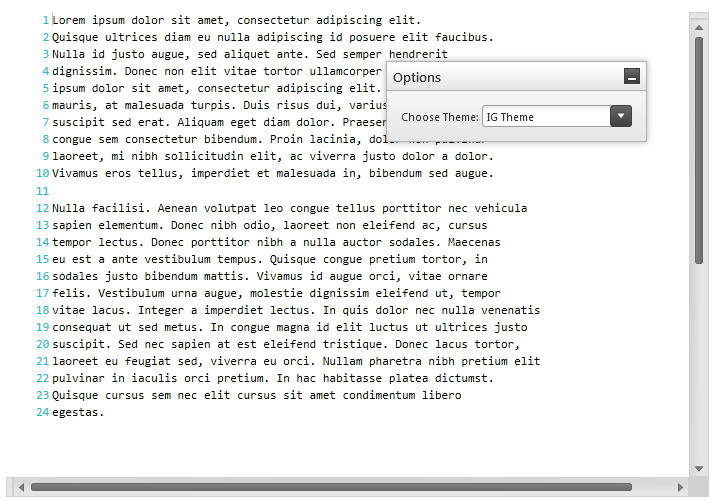 1 Lorem ipsum dolor sit amet, consectetur adipiscing elit.
2 Quisque ultrices diam eu nulla adipiscing id posuere elit faucibus.
3 Nulla id justo augue, sed aliquet ante. Sed semper hendrerit
4 dignissim. Donec non elit vitae tortor ullamcorper
5 ipsum dolor sit amet, consectetur adipiscing elit.
6 mauris, at malesuada turpis. Duis risus dui, varius
7 suscipit sed erat. Aliquam eget diam dolor.
8 congue sem consectetur bibendum. Proin lacinia,
9 laoreet, mi nibh sollicitudin elit, ac viverra justo dolor a dolor.
10 Vivamus eros tellus, imperdiet et malesuada in, bibendum sed augue.
11
12 Nulla facilisi. Aenean volutpat leo congue tellus porttitor nec vehicula
13 sapien elementum. Donec nibh odio, laoreet non eleifend ac, cursus
14 tempor lectus. Donec porttitor nibh a nulla auctor sodales. Maecenas
15 eu est a ante vestibulum tempus. Quisque congue pretium tortor, in
16 sodales justo bibendum mattis. Vivamus id augue orci, vitae ornare
17 felis. Vestibulum urna augue, molestie dignissim eleifend ut, tempor
18 vitae lacus. Integer a imperdiet lectus. In quis dolor nec nulla venenatis
19 consequat ut sed metus. In congue magna id elit luctus ut ultrices justo
20 suscipit. Sed nec sapien at est eleifend tristique. Donec lacus tortor,
21 laoreet eu feugiat sed, viverra eu orci. Nullam pharetra nibh pretium elit
22 pulvinar in iaculis orci pretium. In hac habitasse platea dictumst.
23 Quisque cursus sem nec elit cursus sit amet condimentum libero
24 egestas.
Options
Choose Theme: IG Theme